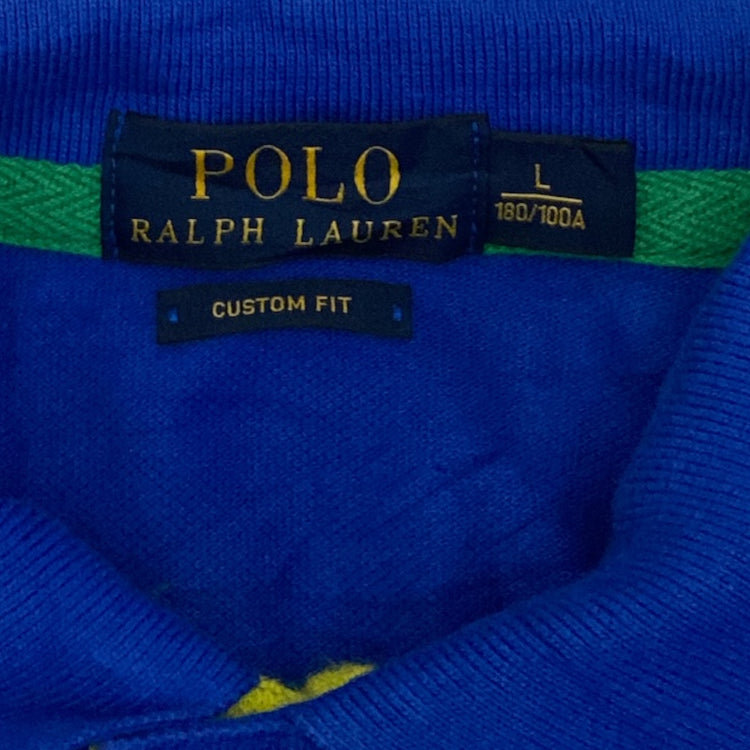 POLO
RALPH LAUREN
L
180/100A
CUSTOM FIT